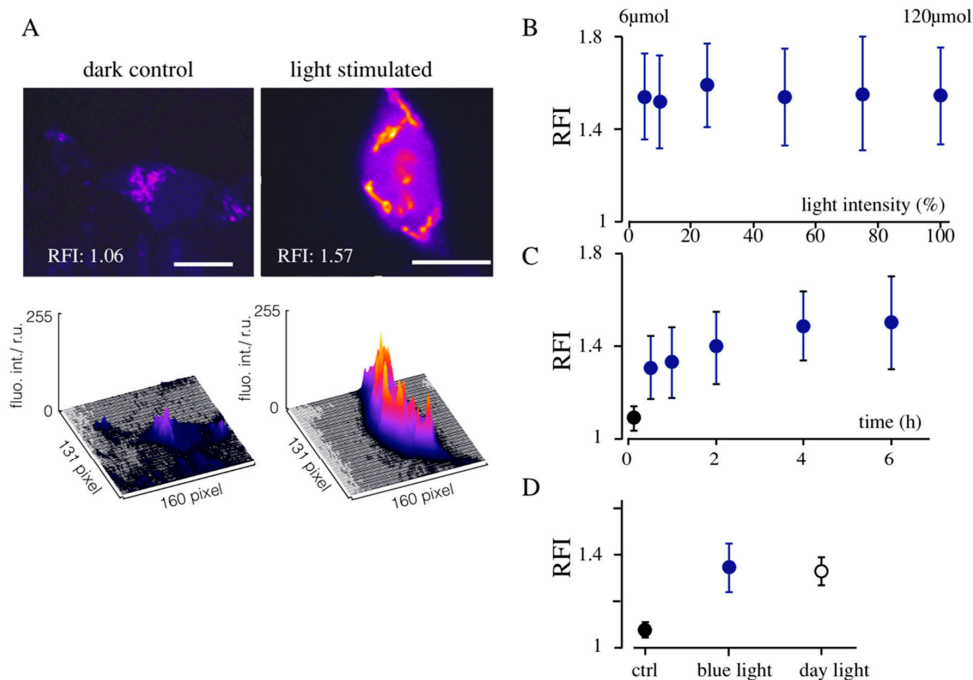 A
dark control
light stimulated
RFI: 1.06
RFI: 1.57
fluo. int./ r.u.
255
0
131 pixel
160 pixel
fluo. int./ r.u.
255
0
131 pixel
160 pixel
B
6µmol
120µmol
RFI
1.8
1.4
1
light intensity (%)
0
20
40
60
80
100
C
RFI
1.8
1.4
1
time (h)
0
2
4
6
D
RFI
1.4
1
ctrl
blue light
day light